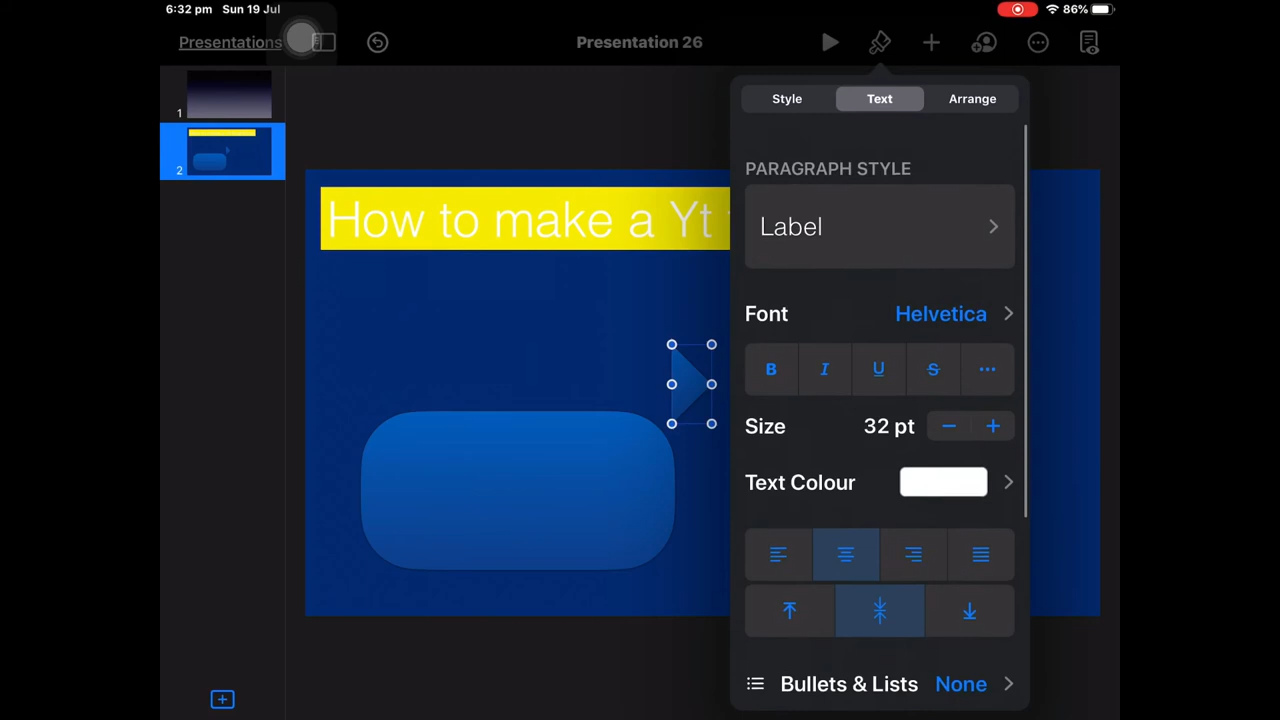 6:32 pm Sun 19 Jul
86%
Presentations
Presentation 26
Style Text Arrange
1
2
How to make a Yt
PARAGRAPH STYLE
Label
Font Helvetica
B I U S
Size 32 pt
Text Colour
Bullets & Lists None